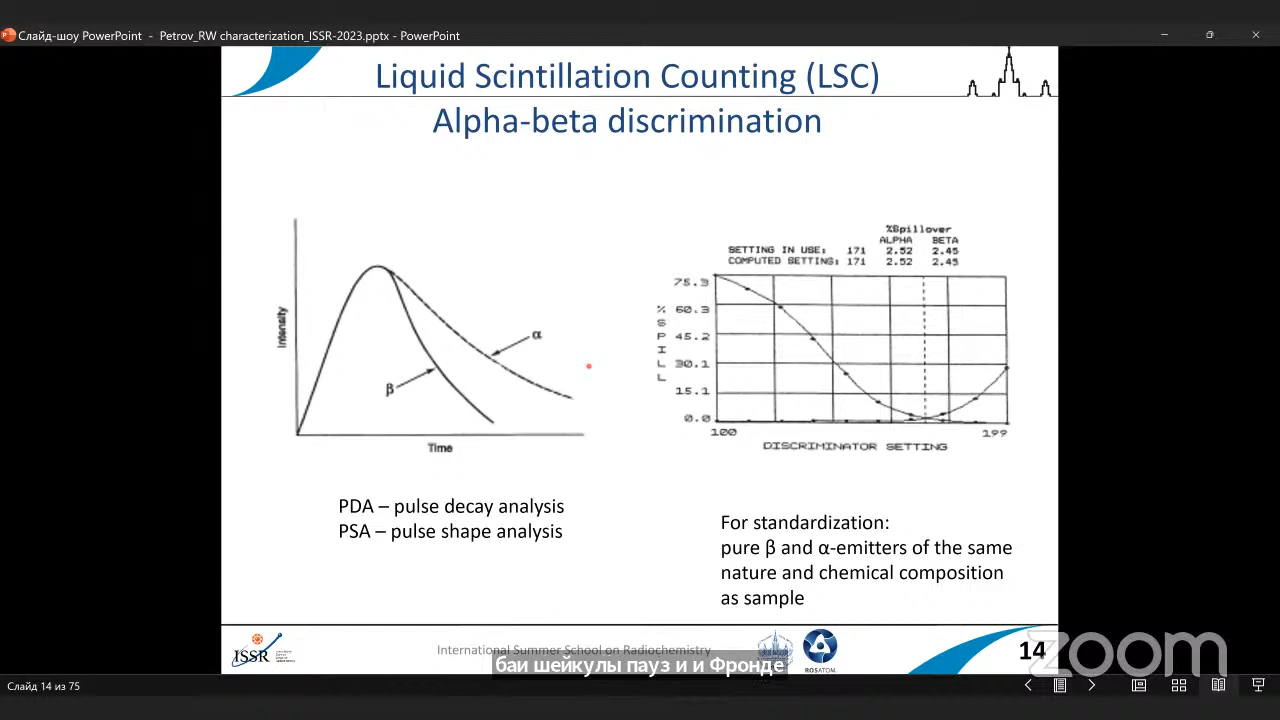 Слайд-шоу PowerPoint - Petrov_RW characterization_ISSR-2023.pptx - PowerPoint
Liquid Scintillation Counting (LSC)
Alpha-beta discrimination
Intensity
α
β
Time
%Spillover
ALPHA BETA
SETTING IN USE: 171 2.52 2.45
COMPUTED SETTING: 171 2.52 2.45
% SPILL
75.3
60.3
45.2
30.1
15.1
0.0
100 199
DISCRIMINATOR SETTING
PDA – pulse decay analysis
PSA – pulse shape analysis
For standardization:
pure β and α-emitters of the same
nature and chemical composition
as sample
ISSR
International Summer School on Radiochemistry
ROSATOM
14
zoom
баи шейкулы пауз и и Фронде
Слайд 14 из 75